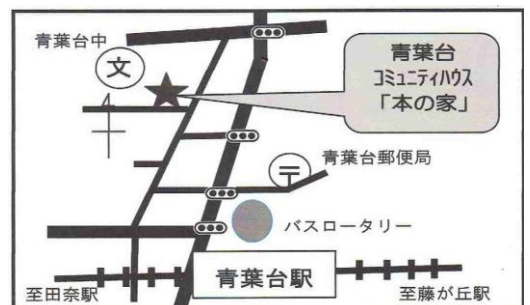 青葉台中
文
青葉台
コミュニティハウス
「本の家」
青葉台郵便局
〒
バスロータリー
青葉台駅
至田奈駅
至藤が丘駅